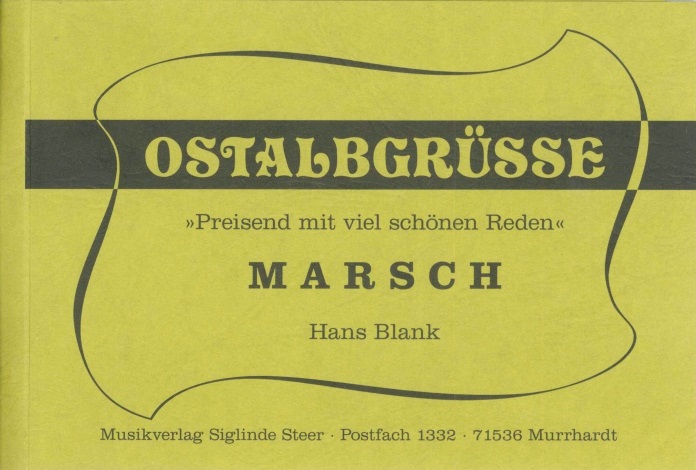 OSTALBGRÜSSE
»Preisend mit viel schönen Reden«
MARSCH
Hans Blank
Musikverlag Siglinde Steer · Postfach 1332 · 71536 Murrhardt